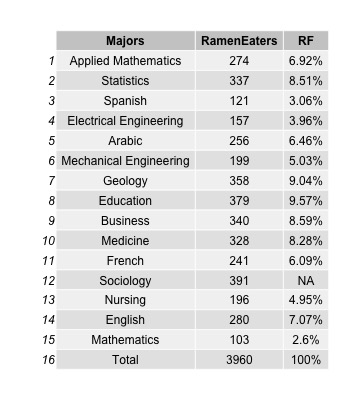 Majors RamenEaters RF
1 Applied Mathematics 274 6.92%
2 Statistics 337 8.51%
3 Spanish 121 3.06%
4 Electrical Engineering 157 3.96%
5 Arabic 256 6.46%
6 Mechanical Engineering 199 5.03%
7 Geology 358 9.04%
8 Education 379 9.57%
9 Business 340 8.59%
10 Medicine 328 8.28%
11 French 241 6.09%
12 Sociology 391 NA
13 Nursing 196 4.95%
14 English 280 7.07%
15 Mathematics 103 2.6%
16 Total 3960 100%